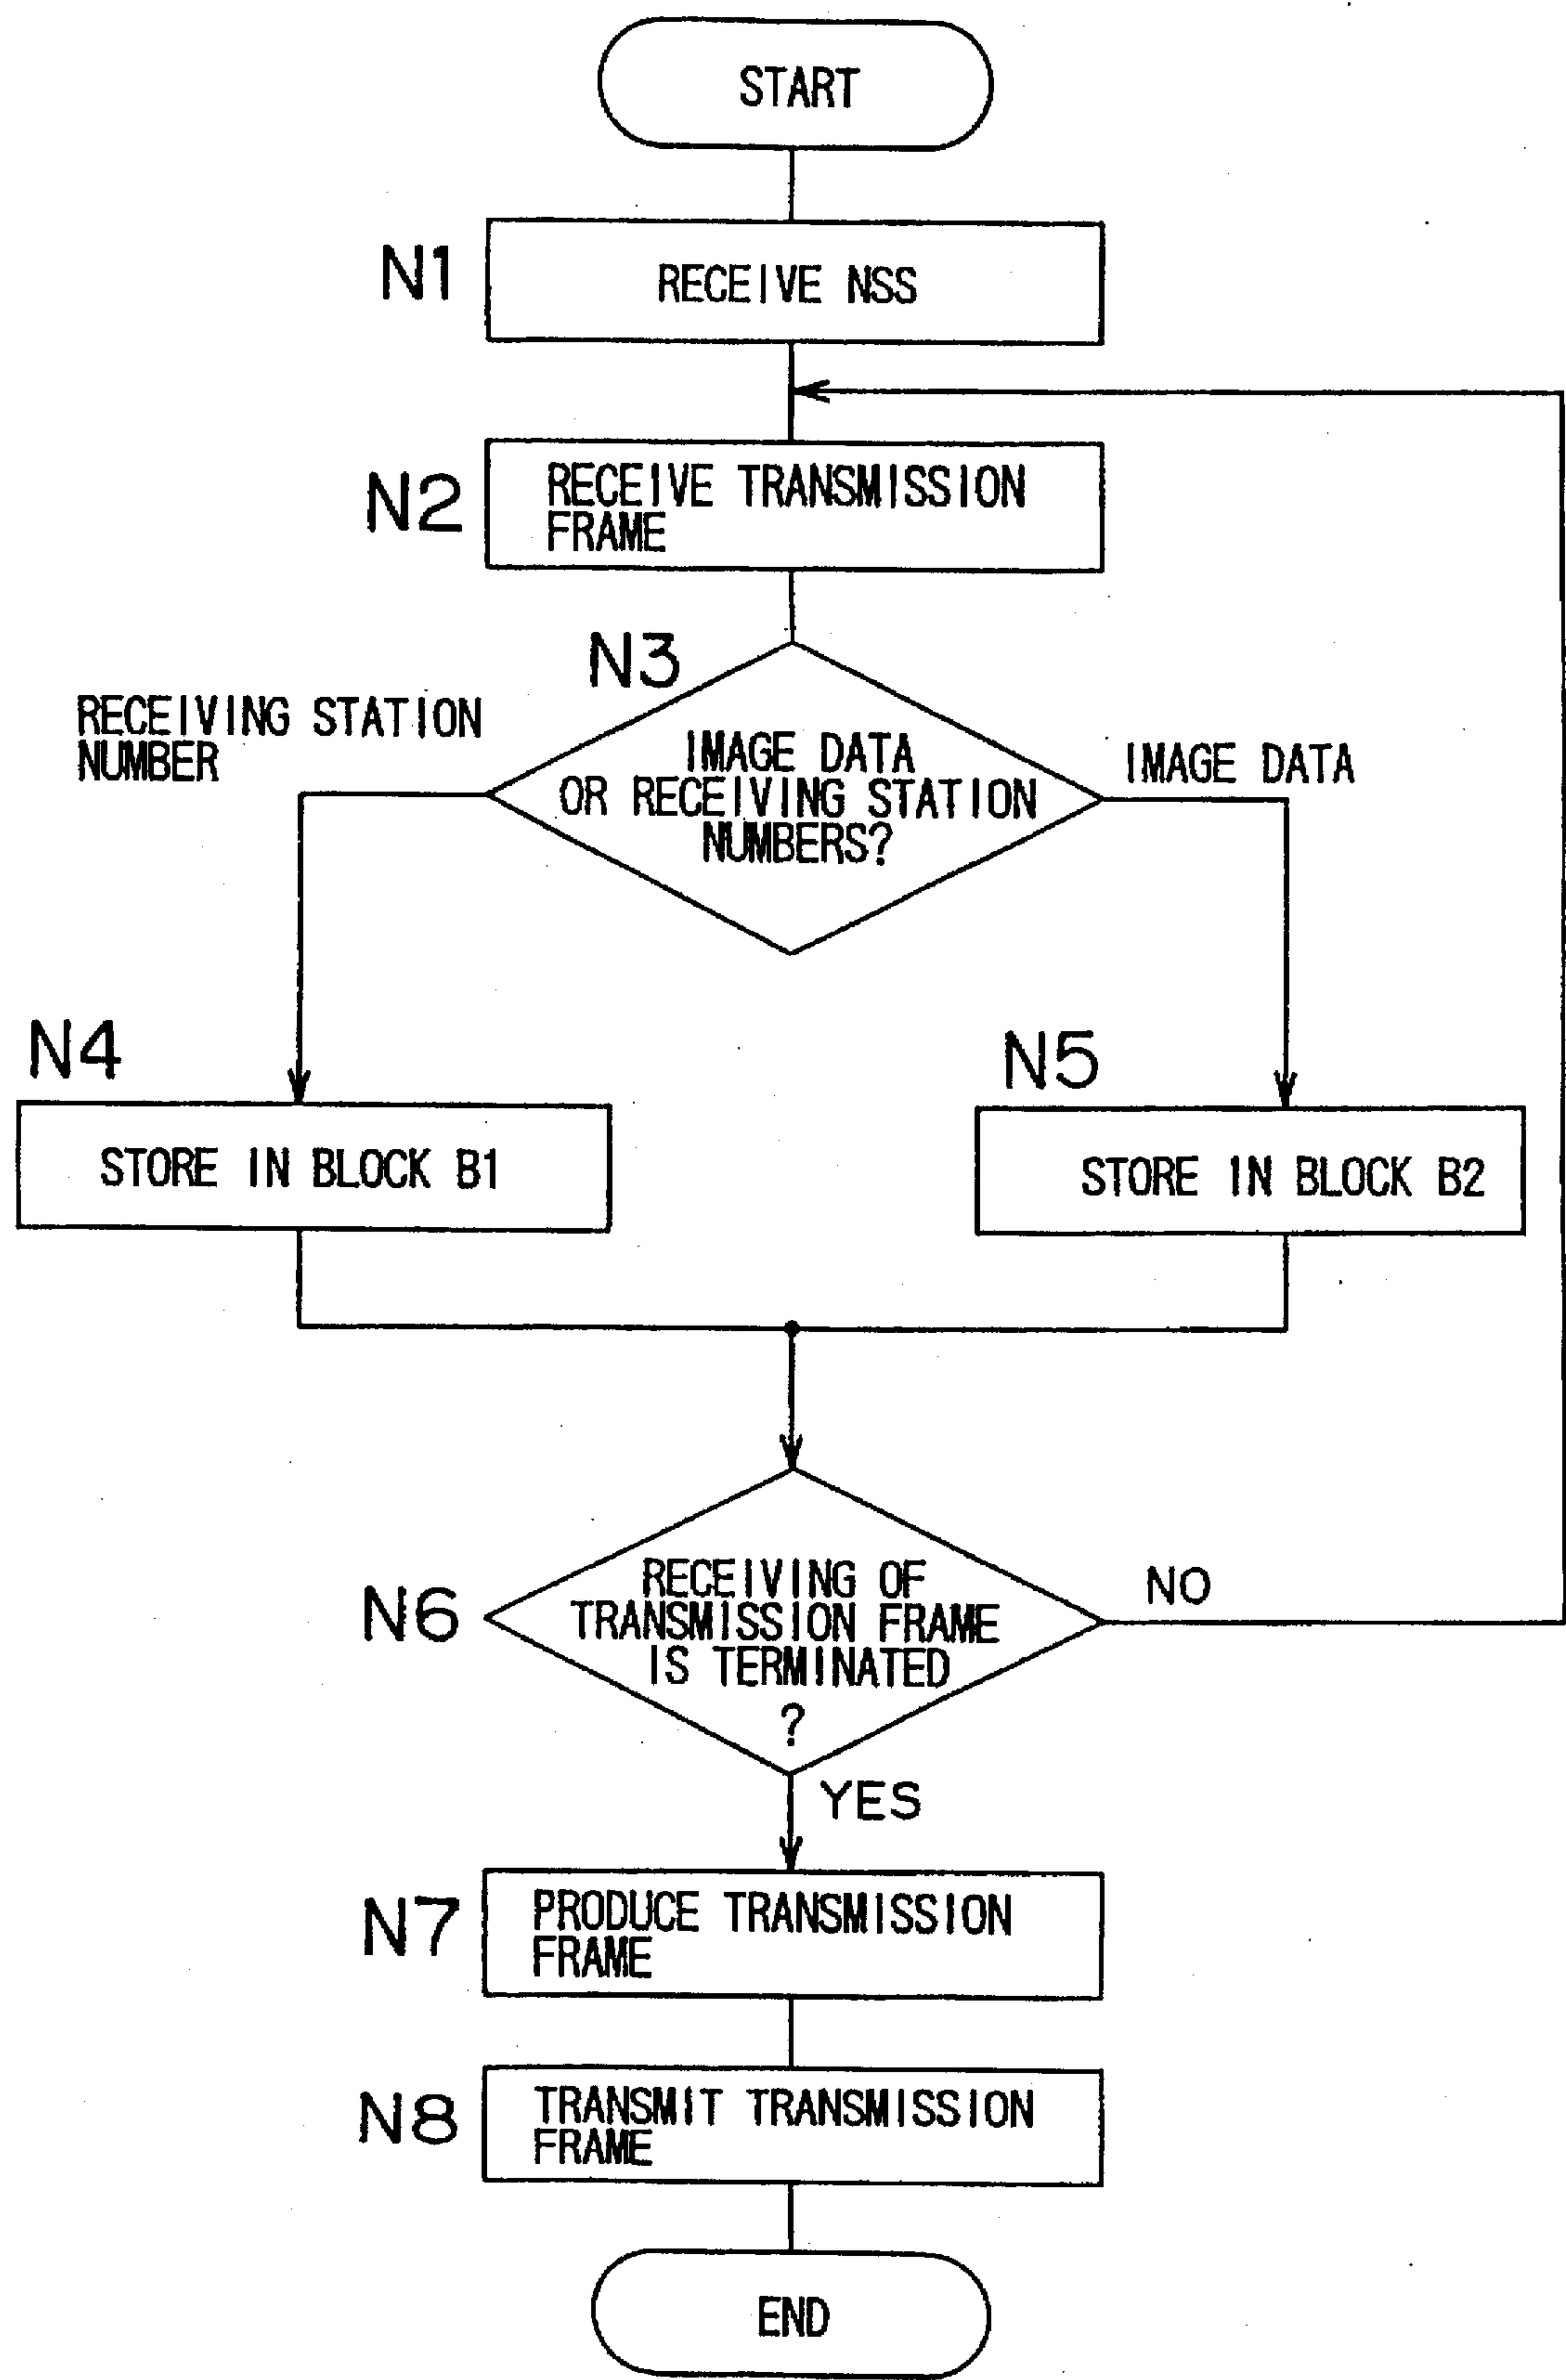 START
N1
RECEIVE NSS
N2
RECEIVE TRANSMISSION
FRAME
N3
RECEIVING STATION
NUMBER
IMAGE DATA
OR RECEIVING STATION
NUMBERS?
IMAGE DATA
N4
STORE IN BLOCK B1
N5
STORE IN BLOCK B2
N6
RECEIVING OF
TRANSMISSION FRAME
IS TERMINATED
?
NO
YES
N7
PRODUCE TRANSMISSION
FRAME
N8
TRANSMIT TRANSMISSION
FRAME
END